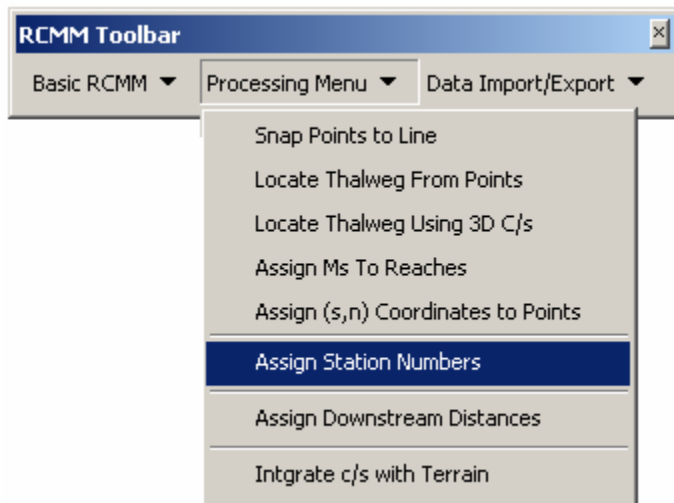 RCMM Toolbar
Basic RCMM Processing Menu Data Import/Export
Snap Points to Line
Locate Thalweg From Points
Locate Thalweg Using 3D C/s
Assign Ms To Reaches
Assign (s,n) Coordinates to Points
Assign Station Numbers
Assign Downstream Distances
Intgrate c/s with Terrain